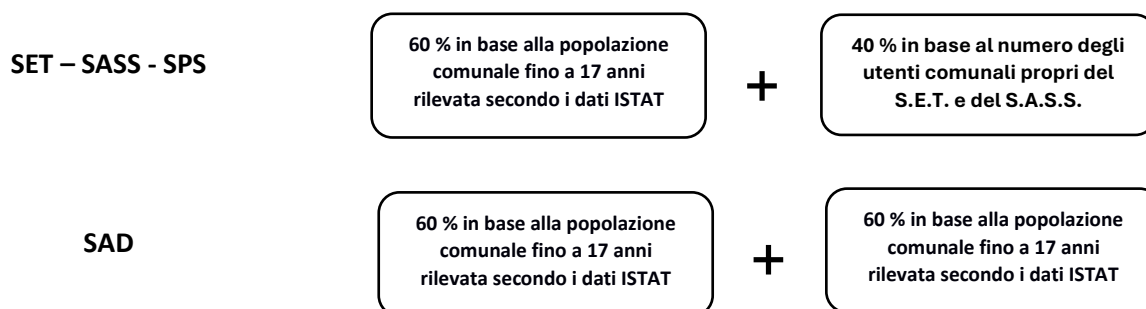 SET – SASS - SPS
60 % in base alla popolazione
comunale fino a 17 anni
rilevata secondo i dati ISTAT
+
40 % in base al numero degli
utenti comunali propri del
S.E.T. e del S.A.S.S.
SAD
60 % in base alla popolazione
comunale fino a 17 anni
rilevata secondo i dati ISTAT
+
60 % in base alla popolazione
comunale fino a 17 anni
rilevata secondo i dati ISTAT